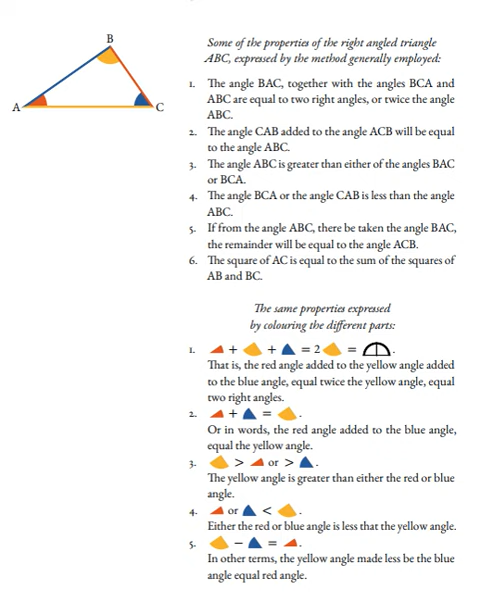 B
A
C
Some of the properties of the right angled triangle
ABC, expressed by the method generally employed:
1. The angle BAC, together with the angles BCA and
ABC are equal to two right angles, or twice the angle
ABC.
2. The angle CAB added to the angle ACB will be equal
to the angle ABC.
3. The angle ABC is greater than either of the angles BAC
or BCA.
4. The angle BCA or the angle CAB is less than the angle
ABC.
5. If from the angle ABC, there be taken the angle BAC,
the remainder will be equal to the angle ACB.
6. The square of AC is equal to the sum of the squares of
AB and BC.
The same properties expressed
by colouring the different parts:
1. + + = 2 = .
That is, the red angle added to the yellow angle added
to the blue angle, equal twice the yellow angle, equal
two right angles.
2. + = .
Or in words, the red angle added to the blue angle,
equal the yellow angle.
3. > or > .
The yellow angle is greater than either the red or blue
angle.
4. or < .
Either the red or blue angle is less that the yellow angle.
5. − = .
In other terms, the yellow angle made less be the blue
angle equal red angle.